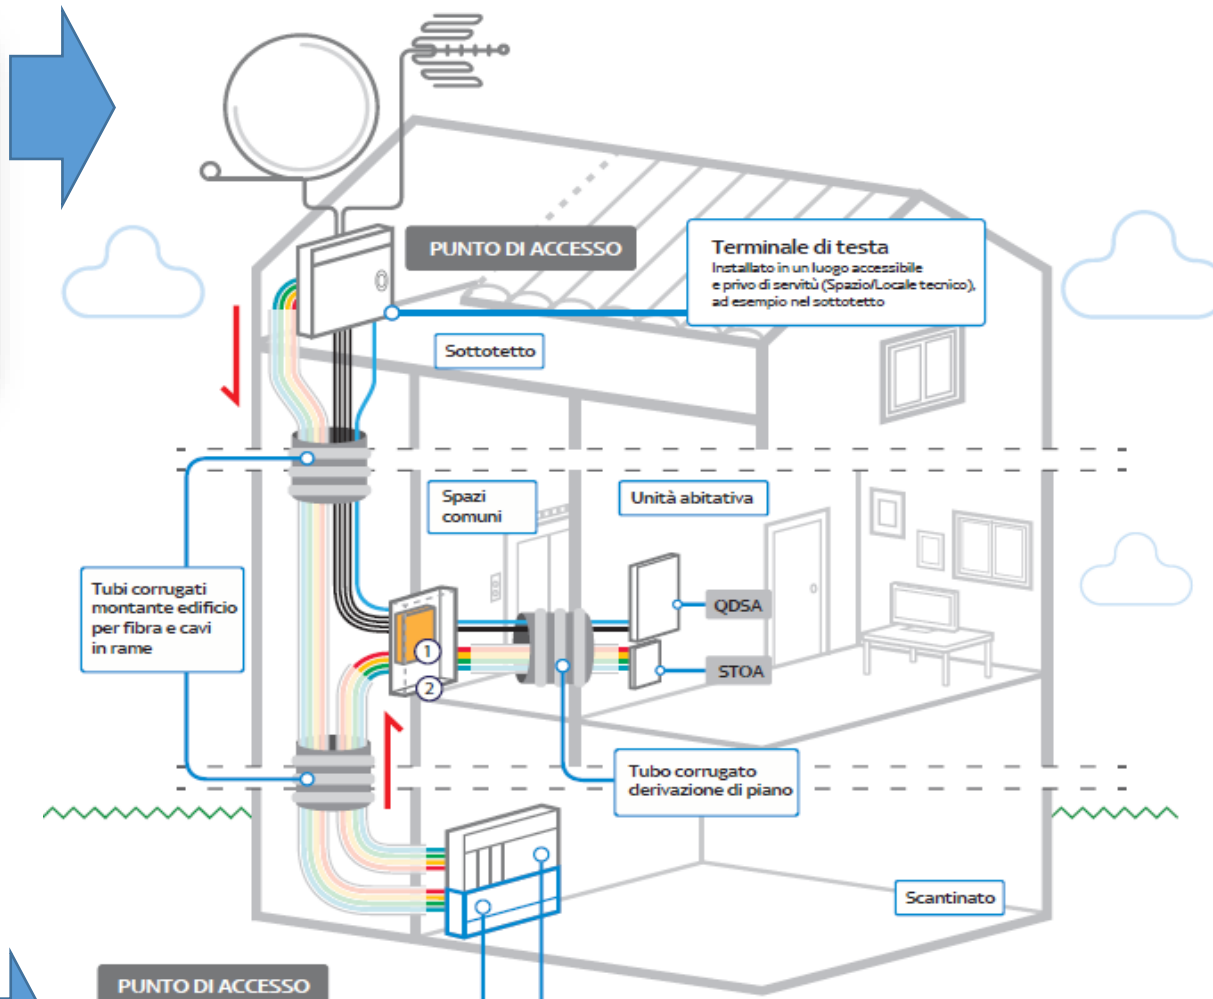 PUNTO DI ACCESSO
Terminale di testa
Installato in un luogo accessibile
e privo di servitù (Spazio/Locale tecnico),
ad esempio nel sottotetto
Sottotetto
Spazi
comuni
Unità abitativa
Tubi corrugati
montante edificio
per fibra e cavi
in rame
QDSA
1
STOA
2
Tubo corrugato
derivazione di piano
Scantinato
PUNTO DI ACCESSO